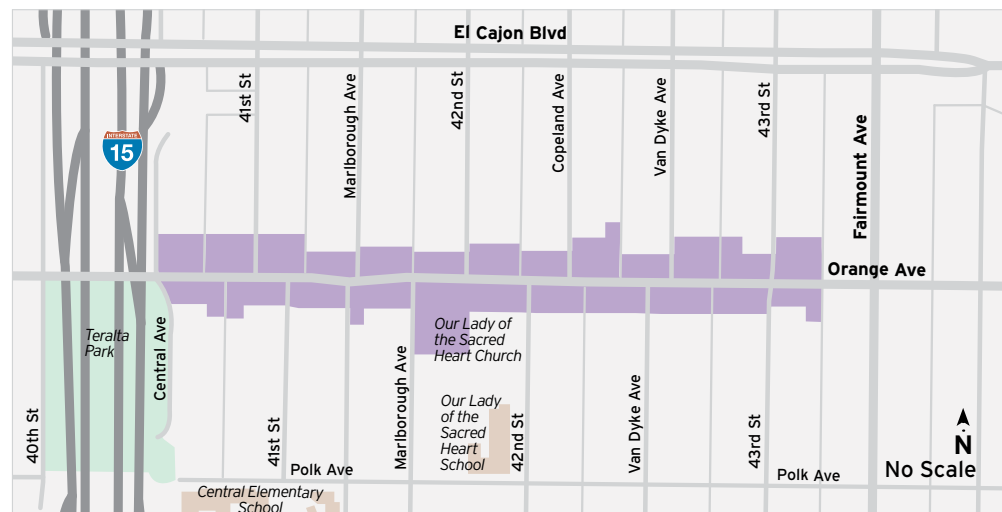 El Cajon Blvd
41st St
Marlborough Ave
42nd St
Copeland Ave
Van Dyke Ave
43rd St
Fairmount Ave
INTERSTATE
15
Orange Ave
Teralta
Park
Central Ave
Our Lady of
the Sacred
Heart Church
40th St
41st St
Marlborough Ave
Our Lady
of the
Sacred
Heart
School
42nd St
Van Dyke Ave
43rd St
N
No Scale
Polk Ave
Polk Ave
Central Elementary
School